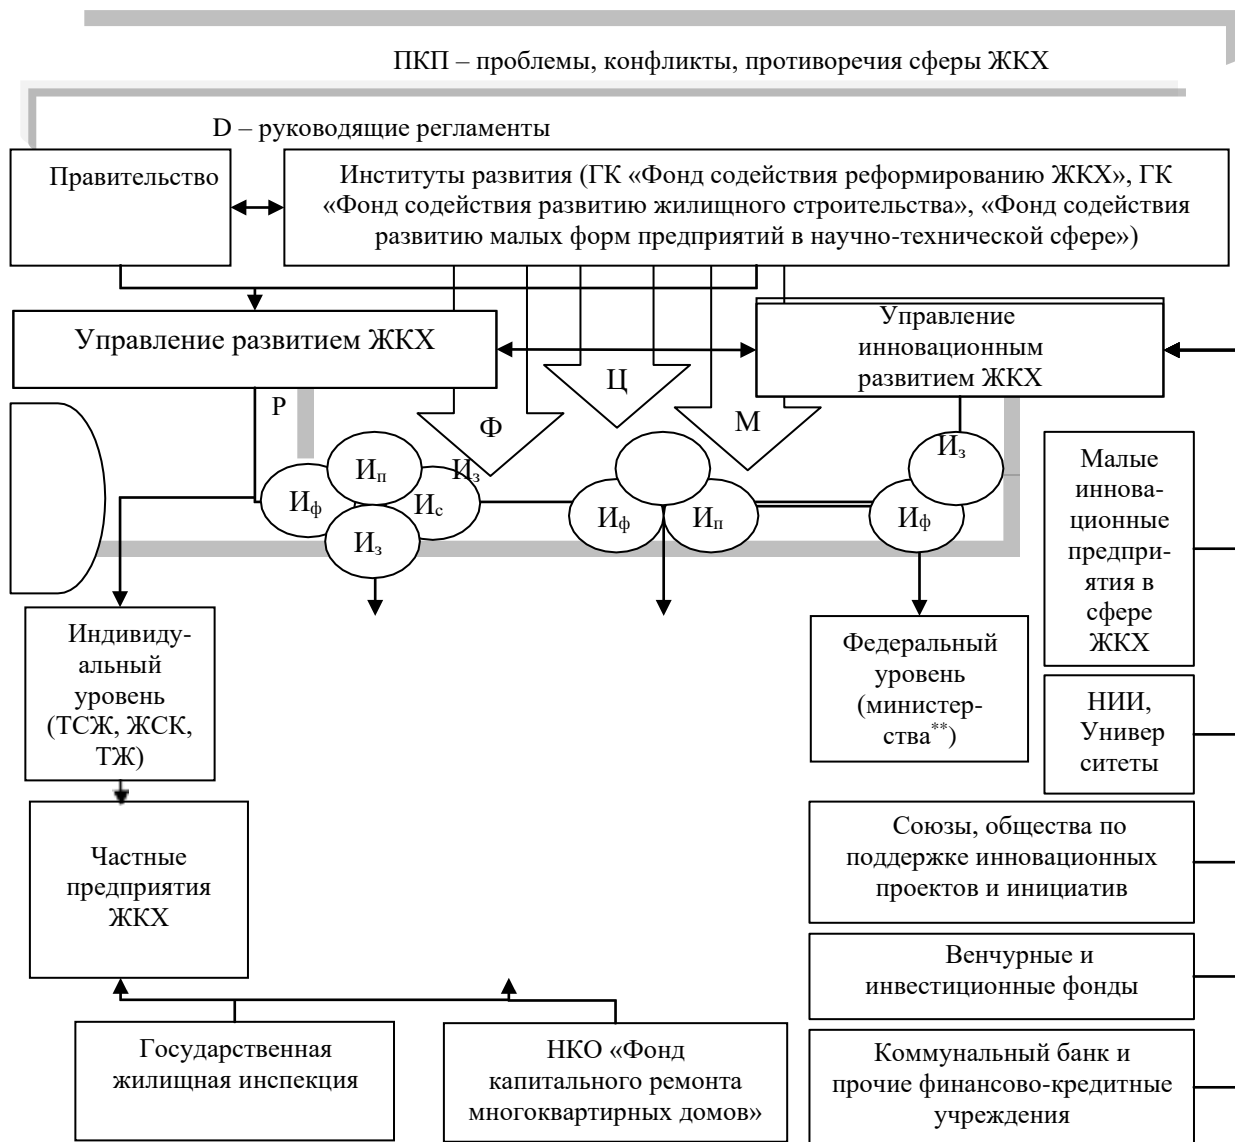 ПКП – проблемы, конфликты, противоречия сферы ЖКХ
D – руководящие регламенты
Правительство
Институты развития (ГК «Фонд содействия реформированию ЖКХ», ГК
«Фонд содействия развитию жилищного строительства», «Фонд содействия
развитию малых форм предприятий в научно-технической сфере»)
Управление развитием ЖКХ
Управление
инновационным
развитием ЖКХ
Р
Ф
Ц
М
Иф
Ип
Из
Ис
Из
Иф
Ип
Из
Иф
Малые
иннова-
ционные
предпри-
ятия в
сфере
ЖКХ
Индивиду-
альный
уровень
(ТСЖ, ЖСК,
ТЖ)
Федеральный
уровень
(министер-
ства**)
НИИ,
Универ
ситеты
Частные
предприятия
ЖКХ
Союзы, общества по
поддержке инновационных
проектов и инициатив
Венчурные и
инвестиционные фонды
Государственная
жилищная инспекция
НКО «Фонд
капитального ремонта
многоквартирных домов»
Коммунальный банк и
прочие финансово-кредитные
учреждения